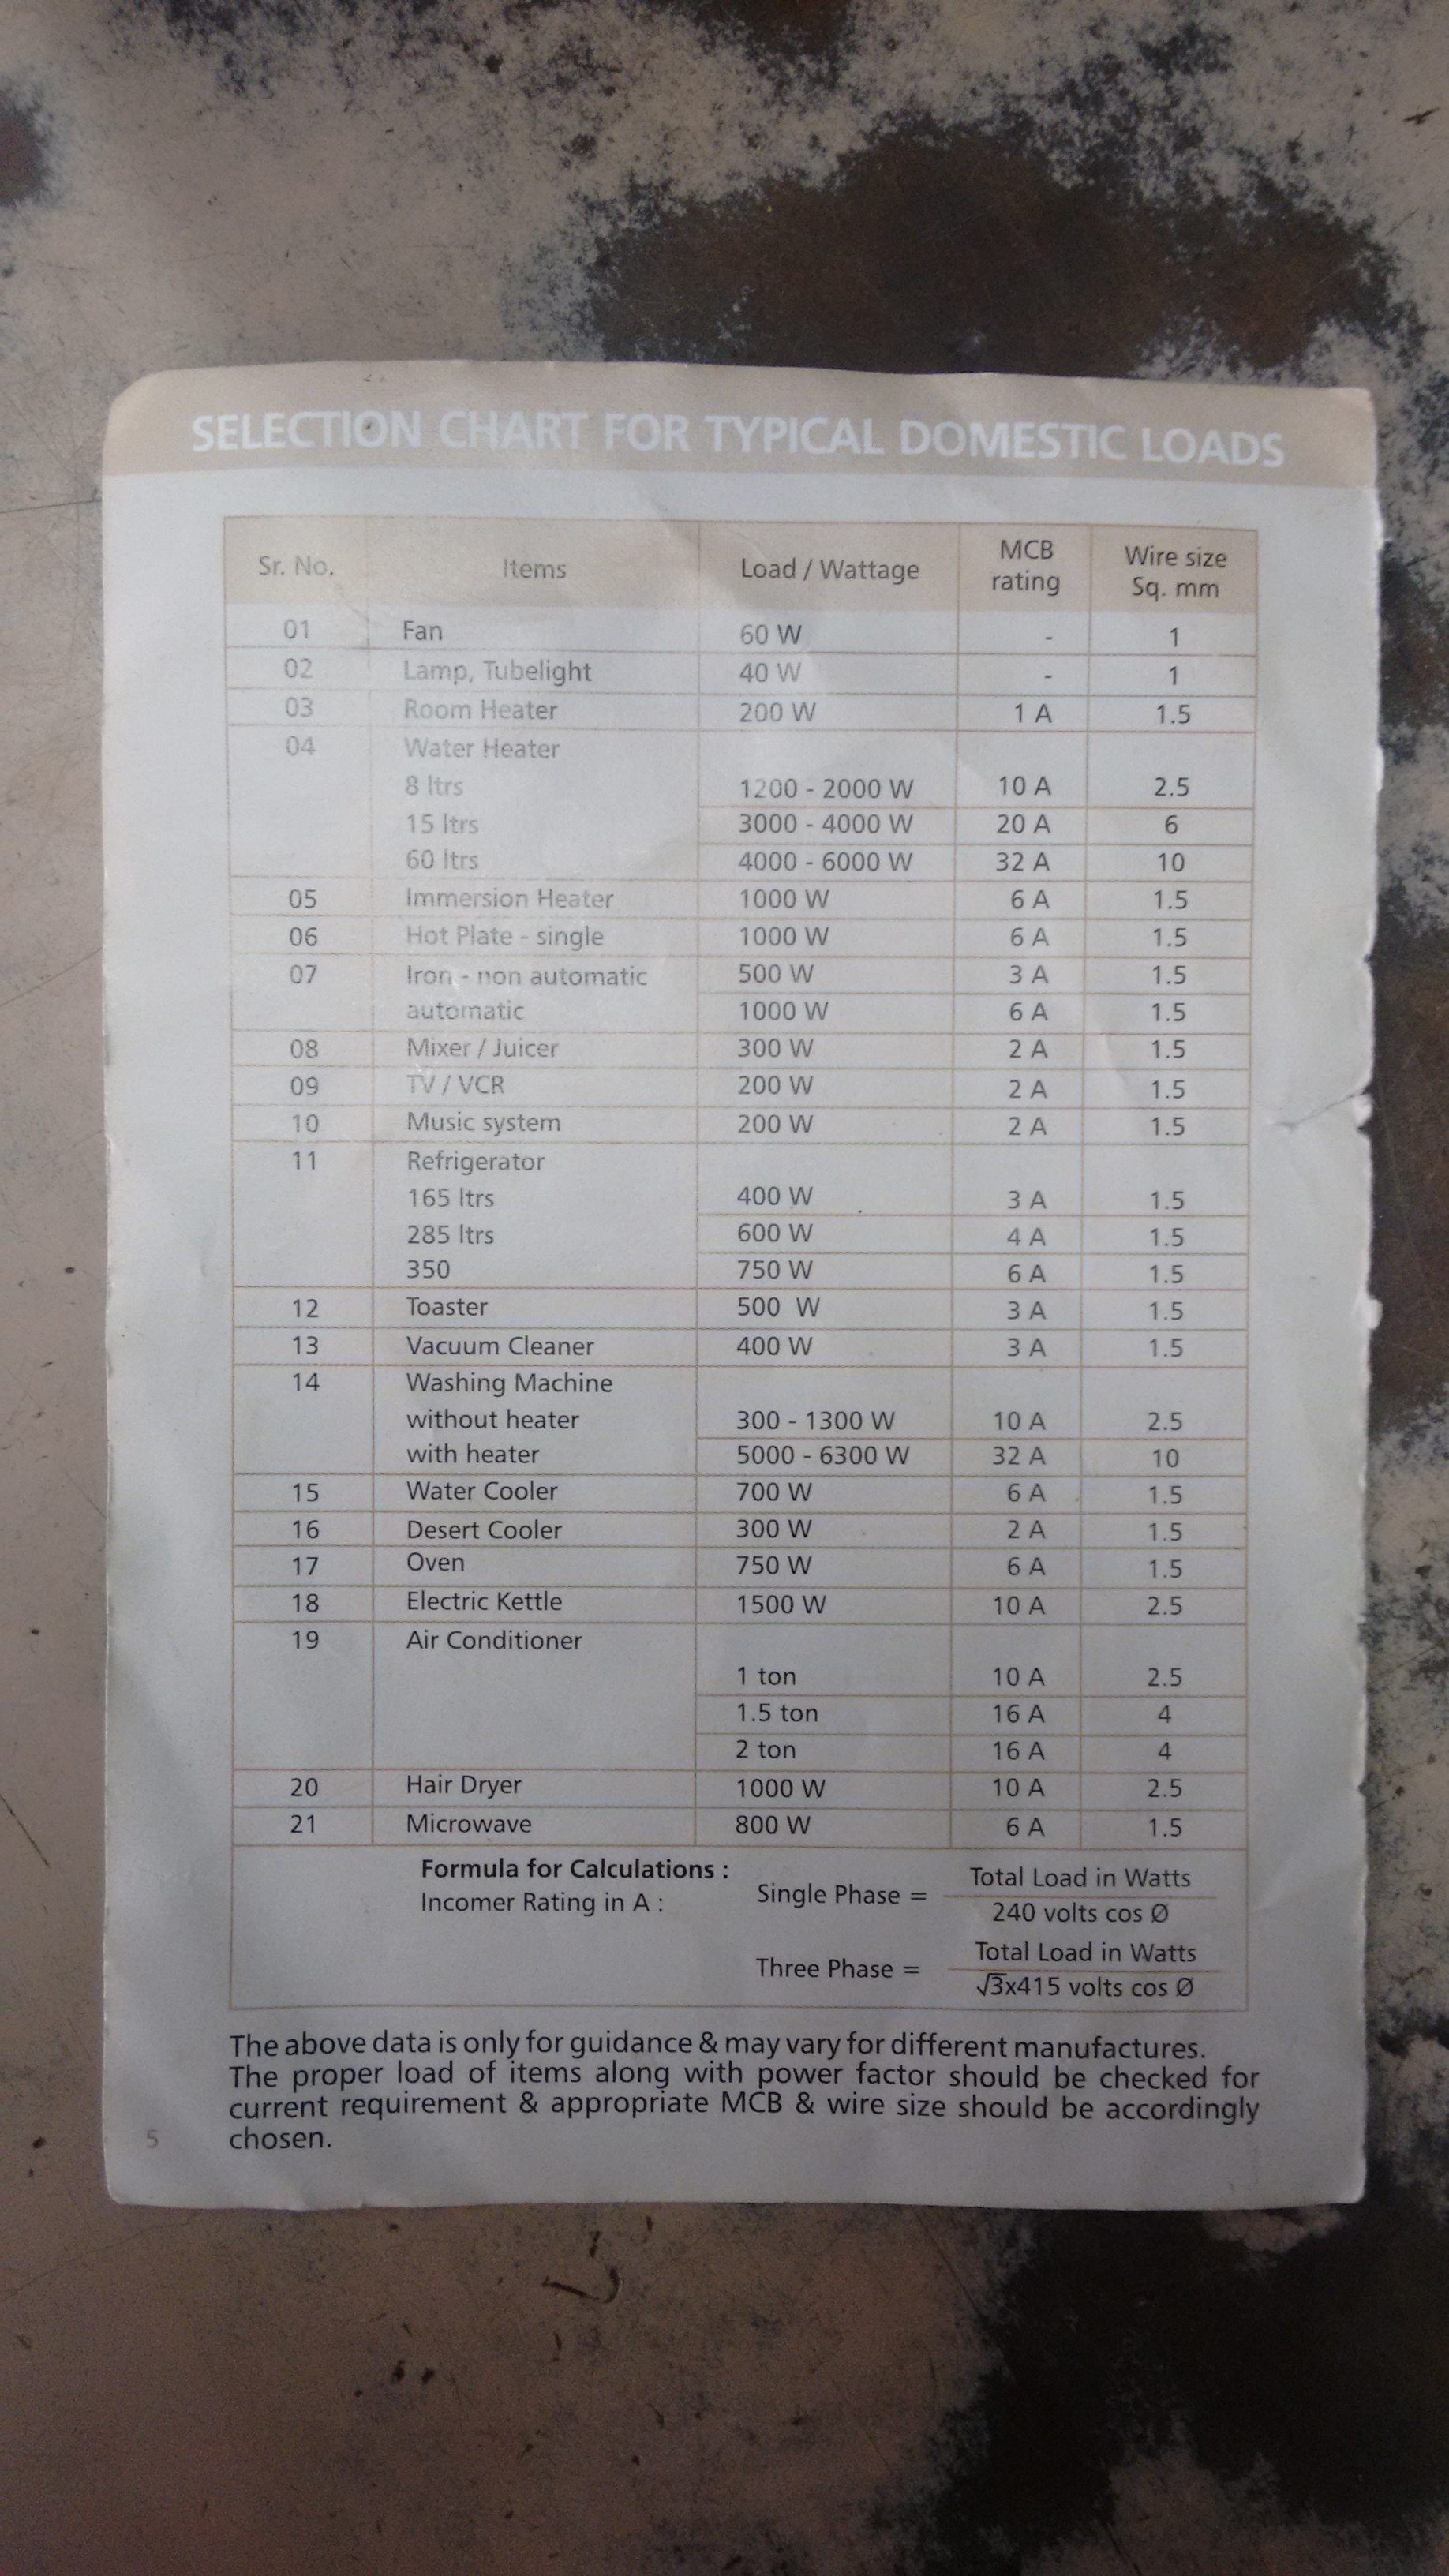 SELECTION CHART FOR TYPICAL DOMESTIC LOADS
Sr. No. Items Load / Wattage MCB rating Wire size Sq. mm
01 Fan 60 W - 1
02 Lamp, Tubelight 40 W - 1
03 Room Heater 200 W 1 A 1.5
04 Water Heater
8 ltrs 1200 - 2000 W 10 A 2.5
15 ltrs 3000 - 4000 W 20 A 6
60 ltrs 4000 - 6000 W 32 A 10
05 Immersion Heater 1000 W 6 A 1.5
06 Hot Plate - single 1000 W 6 A 1.5
07 Iron - non automatic 500 W 3 A 1.5
automatic 1000 W 6 A 1.5
08 Mixer / Juicer 300 W 2 A 1.5
09 TV / VCR 200 W 2 A 1.5
10 Music system 200 W 2 A 1.5
11 Refrigerator
165 ltrs 400 W 3 A 1.5
285 ltrs 600 W 4 A 1.5
350 750 W 6 A 1.5
12 Toaster 500 W 3 A 1.5
13 Vacuum Cleaner 400 W 3 A 1.5
14 Washing Machine
without heater 300 - 1300 W 10 A 2.5
with heater 5000 - 6300 W 32 A 10
15 Water Cooler 700 W 6 A 1.5
16 Desert Cooler 300 W 2 A 1.5
17 Oven 750 W 6 A 1.5
18 Electric Kettle 1500 W 10 A 2.5
19 Air Conditioner
1 ton 10 A 2.5
1.5 ton 16 A 4
2 ton 16 A 4
20 Hair Dryer 1000 W 10 A 2.5
21 Microwave 800 W 6 A 1.5
Formula for Calculations :
Incomer Rating in A :
Single Phase = Total Load in Watts
240 volts cos Ø
Three Phase = Total Load in Watts
√3x415 volts cos Ø
The above data is only for guidance & may vary for different manufactures.
The proper load of items along with power factor should be checked for
current requirement & appropriate MCB & wire size should be accordingly
chosen.
5